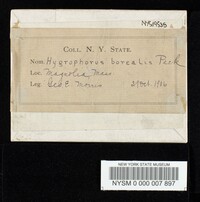 COLL. N. Y. STATE.
Nom. Hygrophorus borealis Peck
Loc. Magnolia, Mass
Leg. Geo E. Morris
NEW YORK STATE MUSEUM
NYSM 0 000 007 897